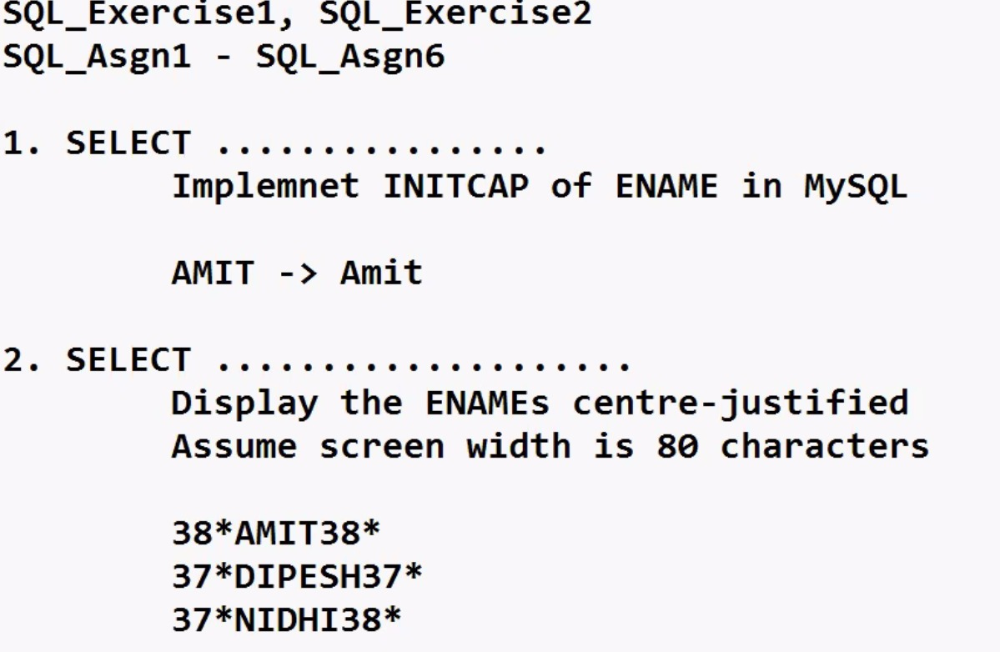 SQL_Exercise1, SQL_Exercise2
SQL_Asgn1 - SQL_Asgn6
1. SELECT ................
Implemnet INITCAP of ENAME in MySQL
AMIT -> Amit
2. SELECT ....................
Display the ENAMEs centre-justified
Assume screen width is 80 characters
38*AMIT38*
37*DIPESH37*
37*NIDHI38*